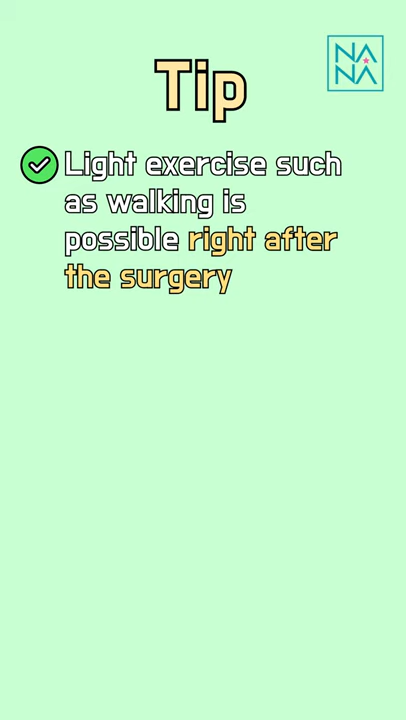 Tip
NA
NA
Light exercise such
as walking is
possible right after
the surgery